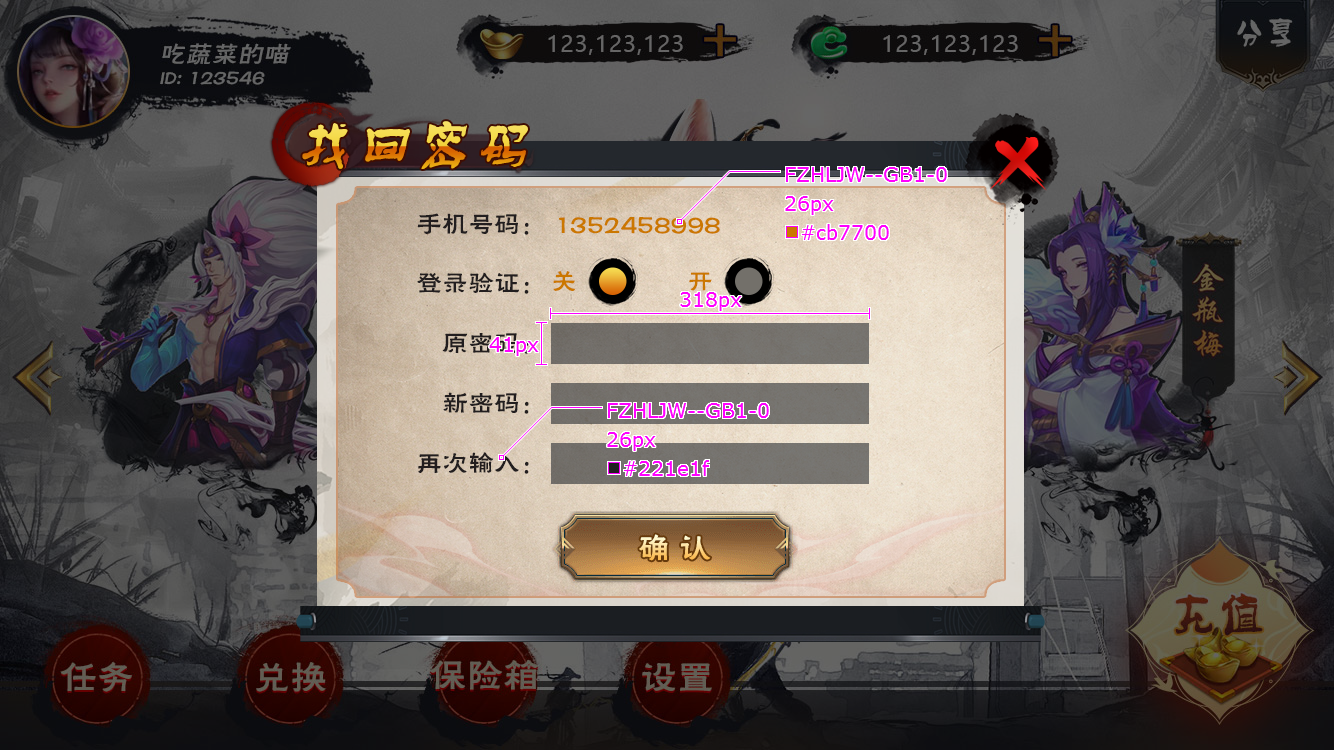 吃蔬菜的喵
ID: 123546
123,123,123
123,123,123
分享
找回密码
FZHLJW--GB1-0
26px
#cb7700
手机号码: 1352458998
登录验证: 关 开
318px
原密码:
41px
新密码:
FZHLJW--GB1-0
26px
#221e1f
再次输入:
确认
金瓶梅
充值
任务
兑换
保险箱
设置